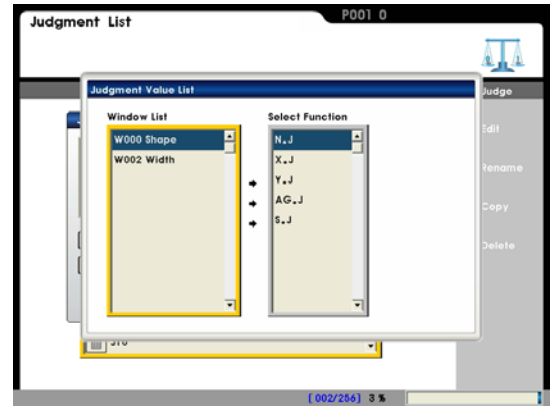 Judgment List
P001 0
Judge
Judgment Value List
Window List
Select Function
W000 Shape
W002 Width
N.J
X.J
Y.J
AG.J
S.J
Edit
Rename
Copy
Delete
[002/256] 3 %